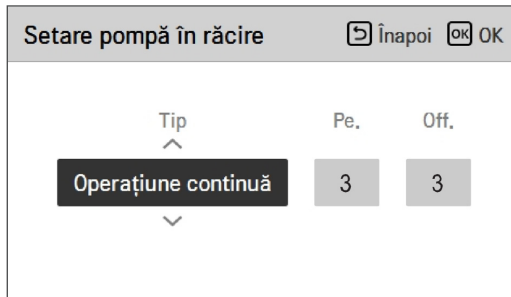 Setare pompă în răcire Înapoi OK OK
Tip Pe. Off.
Operațiune continuă 3 3